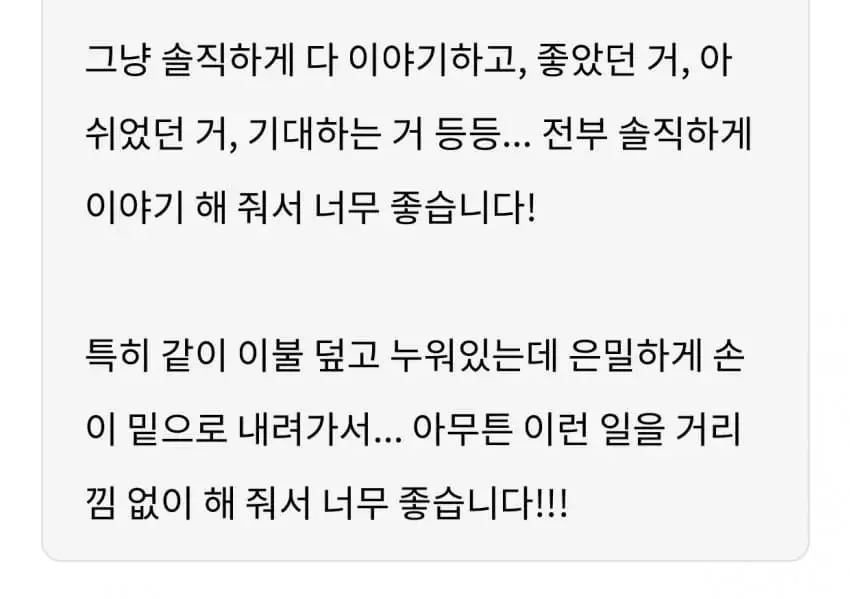 그냥 솔직하게 다 이야기하고, 좋았던 거, 아
쉬었던 거, 기대하는 거 등등... 전부 솔직하게
이야기 해 줘서 너무 좋습니다!
특히 같이 이불 덮고 누워있는데 은밀하게 손
이 밑으로 내려가서... 아무튼 이런 일을 거리
낌 없이 해 줘서 너무 좋습니다!!!